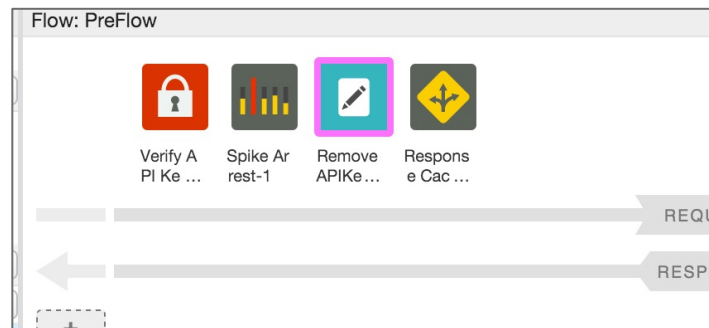 Flow: PreFlow
Verify A
PI Ke ...
Spike Ar
rest-1
Remove
APIKe...
Respons
e Cac ...
REQU
RESP
+